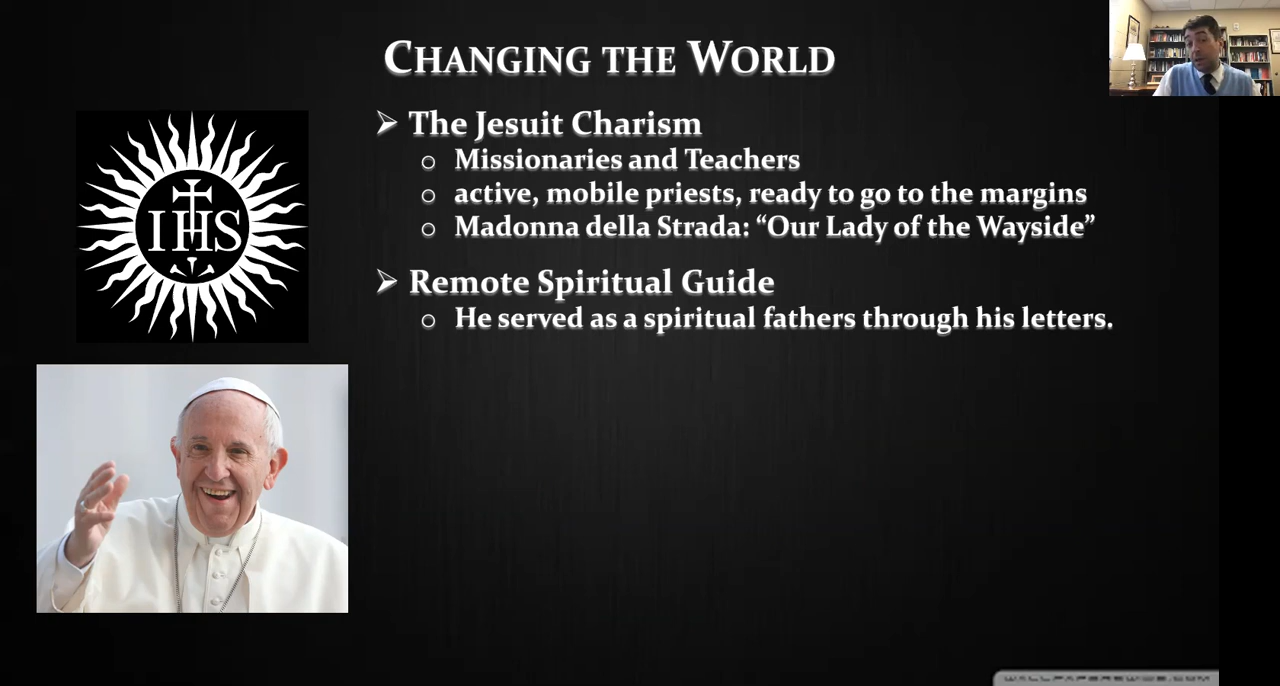 Changing the World
➢ The Jesuit Charism
o Missionaries and Teachers
o active, mobile priests, ready to go to the margins
o Madonna della Strada: “Our Lady of the Wayside”
IHS
➢ Remote Spiritual Guide
o He served as a spiritual fathers through his letters.
WALLPAPERSWIDE.COM